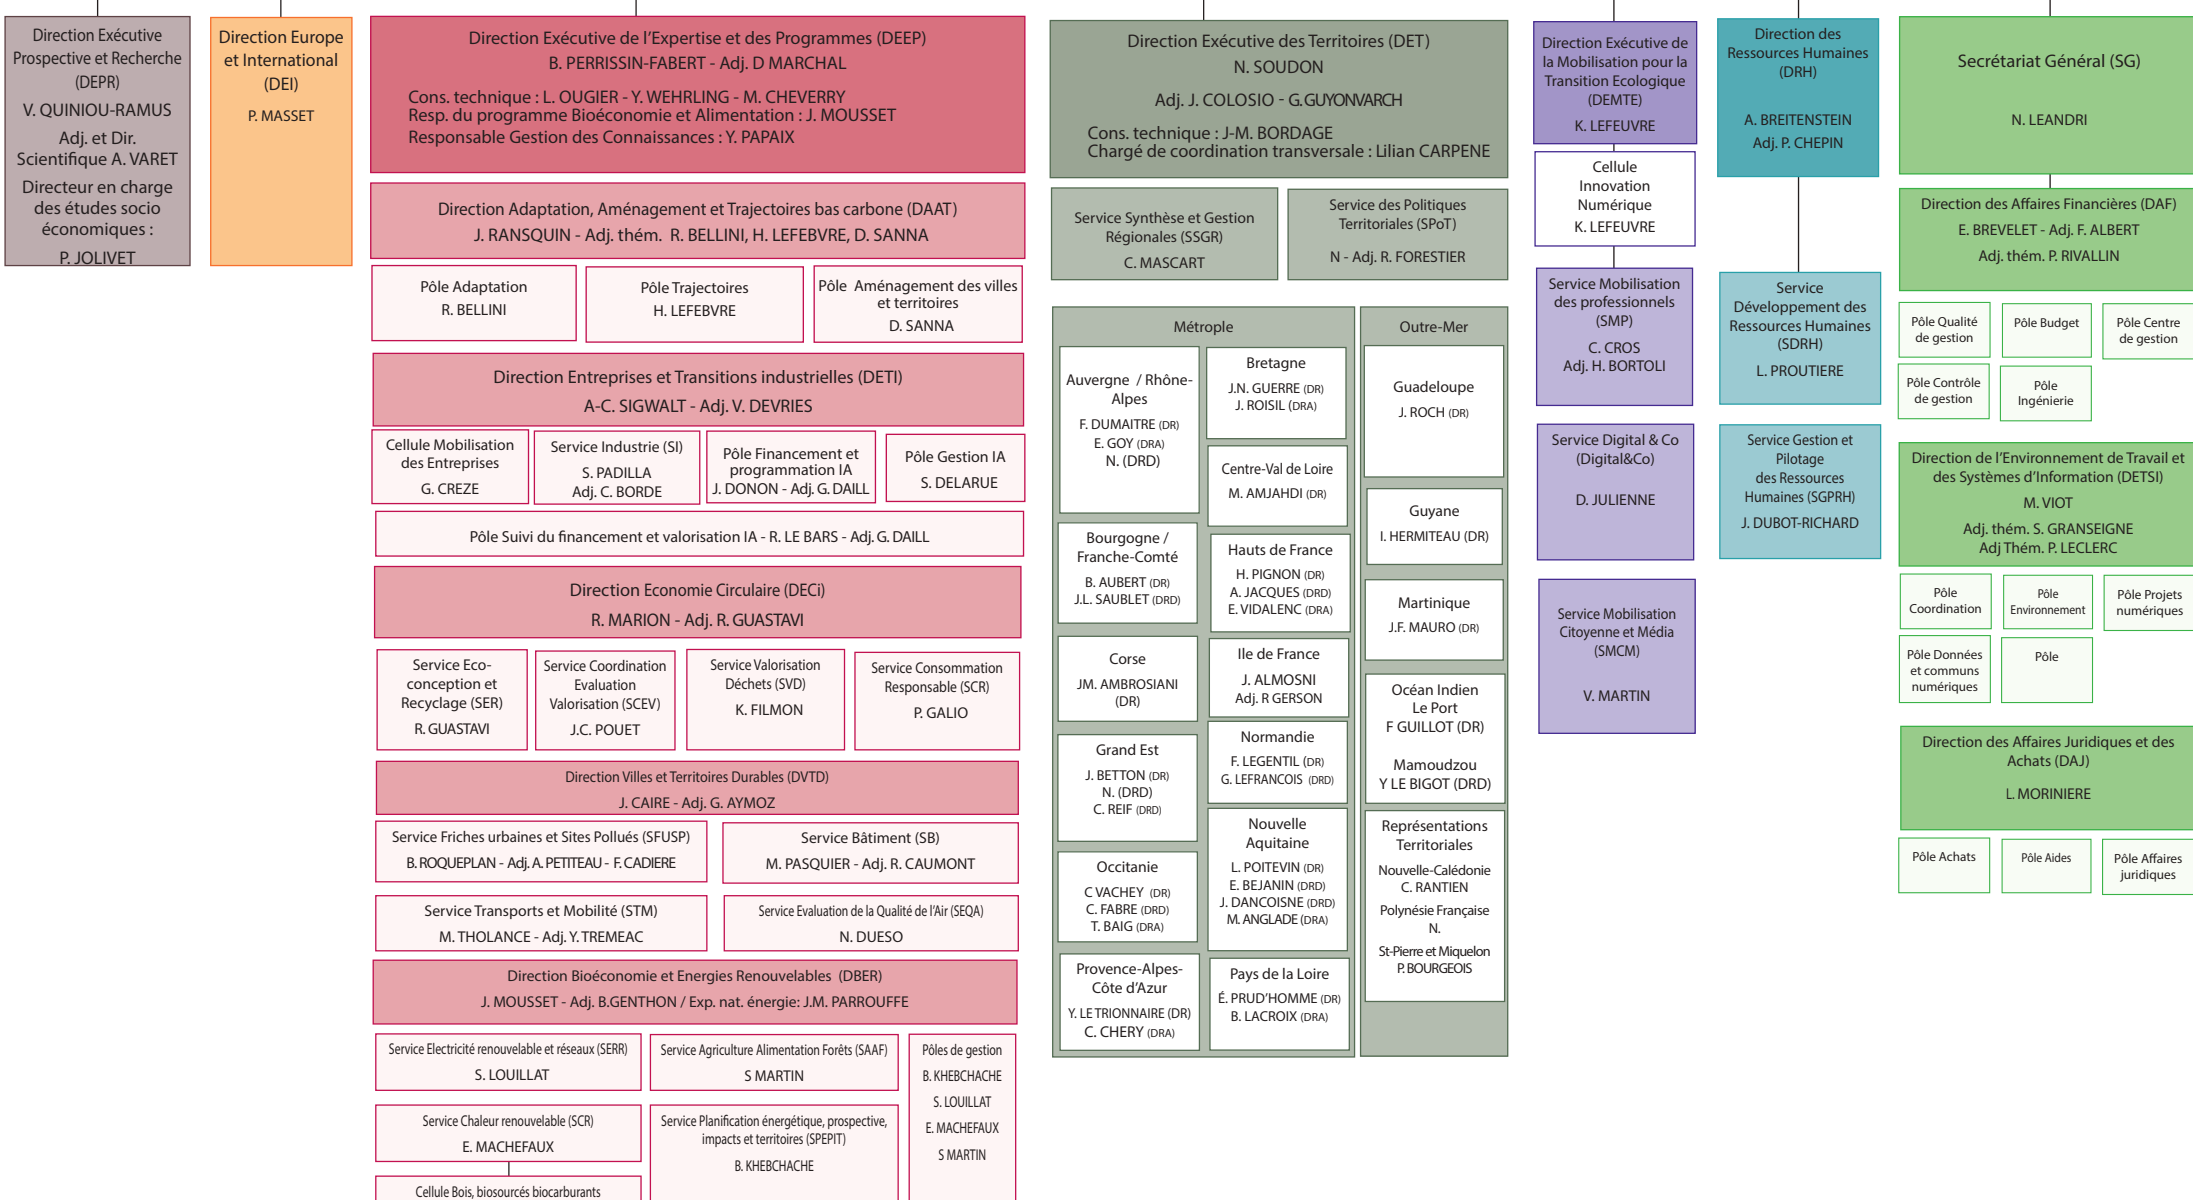 Direction Exécutive
Prospective et Recherche
(DEPR)
V. QUINIOU-RAMUS
Adj. et Dir.
Scientifique A. VARET
Directeur en charge
des études socio
économiques :
P. JOLIVET
Direction Europe
et International
(DEI)
P. MASSET
Direction Exécutive de l'Expertise et des Programmes (DEEP)
B. PERRISSIN-FABERT - Adj. D MARCHAL
Cons. technique : L. OUGIER - Y. WEHRLING - M. CHEVERRY
Resp. du programme Bioéconomie et Alimentation : J. MOUSSET
Responsable Gestion des Connaissances : Y. PAPAIX
Direction Adaptation, Aménagement et Trajectoires bas carbone (DAAT)
J. RANSQUIN - Adj. thém. R. BELLINI, H. LEFEBVRE, D. SANNA
Pôle Adaptation
R. BELLINI
Pôle Trajectoires
H. LEFEBVRE
Pôle Aménagement des villes
et territoires
D. SANNA
Direction Entreprises et Transitions industrielles (DETI)
A-C. SIGWALT - Adj. V. DEVRIES
Cellule Mobilisation
des Entreprises
G. CREZE
Service Industrie (SI)
S. PADILLA
Adj. C. BORDE
Pôle Financement et
programmation IA
J. DONON - Adj. G. DAILL
Pôle Gestion IA
S. DELARUE
Pôle Suivi du financement et valorisation IA - R. LE BARS - Adj. G. DAILL
Direction Economie Circulaire (DECi)
R. MARION - Adj. R. GUASTAVI
Service Eco-
conception et
Recyclage (SER)
R. GUASTAVI
Service Coordination
Evaluation
Valorisation (SCEV)
J.C. POUET
Service Valorisation
Déchets (SVD)
K. FILMON
Service Consommation
Responsable (SCR)
P. GALIO
Direction Villes et Territoires Durables (DVTD)
J. CAIRE - Adj. G. AYMOZ
Service Friches urbaines et Sites Pollués (SFUSP)
B. ROQUEPLAN - Adj. A. PETITEAU - F. CADIERE
Service Bâtiment (SB)
M. PASQUIER - Adj. R. CAUMONT
Service Transports et Mobilité (STM)
M. THOLANCE - Adj. Y. TREMEAC
Service Evaluation de la Qualité de l'Air (SEQA)
N. DUESO
Direction Bioéconomie et Energies Renouvelables (DBER)
J. MOUSSET - Adj. B.GENTHON / Exp. nat. énergie: J.M. PARROUFFE
Service Electricité renouvelable et réseaux (SERR)
S. LOUILLAT
Service Agriculture Alimentation Forêts (SAAF)
S MARTIN
Pôles de gestion
B. KHEBCHACHE
S. LOUILLAT
E. MACHEFAUX
S MARTIN
Service Chaleur renouvelable (SCR)
E. MACHEFAUX
Service Planification énergétique, prospective,
impacts et territoires (SPEPIT)
B. KHEBCHACHE
Cellule Bois, biosourcés biocarburants
Direction Exécutive des Territoires (DET)
N. SOUDON
Adj. J. COLOSIO - G. GUYONVARCH
Cons. technique : J-M. BORDAGE
Chargé de coordination transversale : Lilian CARPENE
Service Synthèse et Gestion
Régionales (SSGR)
C. MASCART
Service des Politiques
Territoriales (SPoT)
N - Adj. R. FORESTIER
Métrople
Auvergne / Rhône-
Alpes
F. DUMAITRE (DR)
E. GOY (DRA)
N. (DRD)
Bourgogne /
Franche-Comté
B. AUBERT (DR)
J.L. SAUBLET (DRD)
Corse
JM. AMBROSIANI
(DR)
Grand Est
J. BETTON (DR)
N. (DRD)
C. REIF (DRD)
Occitanie
C VACHEY (DR)
C. FABRE (DRD)
T. BAIG (DRA)
Provence-Alpes-
Côte d'Azur
Y. LE TRIONNAIRE (DR)
C. CHERY (DRA)
Bretagne
J.N. GUERRE (DR)
J. ROISIL (DRA)
Centre-Val de Loire
M. AMJAHDI (DR)
Hauts de France
H. PIGNON (DR)
A. JACQUES (DRD)
E. VIDALENC (DRA)
Ile de France
J. ALMOSNI
Adj. R GERSON
Normandie
F. LEGENTIL (DR)
G. LEFRANCOIS (DRD)
Nouvelle
Aquitaine
L. POITEVIN (DR)
E. BEJANIN (DRD)
J. DANCOISNE (DRD)
M. ANGLADE (DRA)
Pays de la Loire
É. PRUD'HOMME (DR)
B. LACROIX (DRA)
Outre-Mer
Guadeloupe
J. ROCH (DR)
Guyane
I. HERMITEAU (DR)
Martinique
J.F. MAURO (DR)
Océan Indien
Le Port
F GUILLOT (DR)
Mamoudzou
Y LE BIGOT (DRD)
Représentations
Territoriales
Nouvelle-Calédonie
C. RANTIEN
Polynésie Française
N.
St-Pierre et Miquelon
P. BOURGEOIS
Direction Exécutive de
la Mobilisation pour la
Transition Ecologique
(DEMTE)
K. LEFEUVRE
Cellule
Innovation
Numérique
K. LEFEUVRE
Service Mobilisation
des professionnels
(SMP)
C. CROS
Adj. H. BORTOLI
Service Digital & Co
(Digital&Co)
D. JULIENNE
Service Mobilisation
Citoyenne et Média
(SMCM)
V. MARTIN
Direction des
Ressources Humaines
(DRH)
A. BREITENSTEIN
Adj. P. CHEPIN
Service
Développement des
Ressources Humaines
(SDRH)
L. PROUTIERE
Service Gestion et
Pilotage
des Ressources
Humaines (SGPRH)
J. DUBOT-RICHARD
Secrétariat Général (SG)
N. LEANDRI
Direction des Affaires Financières (DAF)
E. BREVELET - Adj. F. ALBERT
Adj. thém. P. RIVALLIN
Pôle Qualité
de gestion
Pôle Budget
Pôle Centre
de gestion
Pôle Contrôle
de gestion
Pôle
Ingénierie
Direction de l'Environnement de Travail et
des Systèmes d'Information (DETSI)
M. VIOT
Adj. thém. S. GRANSEIGNE
Adj Thém. P. LECLERC
Pôle
Coordination
Pôle
Environnement
Pôle Projets
numériques
Pôle Données
et communs
numériques
Pôle
Direction des Affaires Juridiques et des
Achats (DAJ)
L. MORINIERE
Pôle Achats
Pôle Aides
Pôle Affaires
juridiques